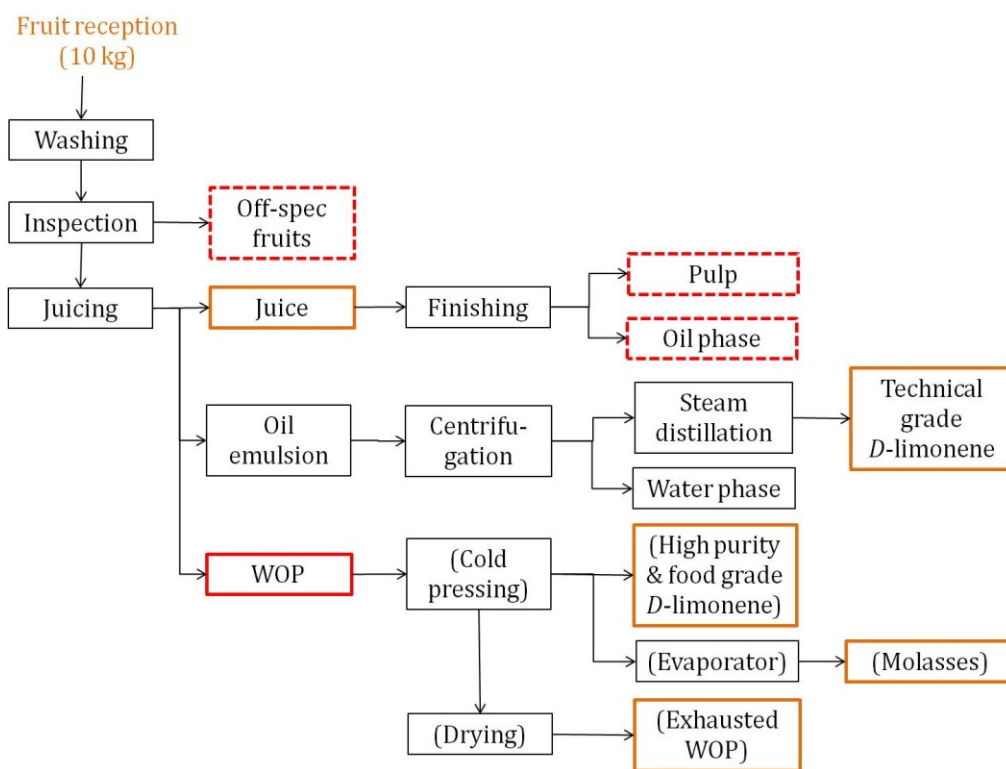 Fruit reception
(10 kg)
Washing
Inspection
Off-spec
fruits
Juicing
Juice
Finishing
Pulp
Oil phase
Oil
emulsion
Centrifu-
gation
Steam
distillation
Technical
grade
D-limonene
Water phase
WOP
(Cold
pressing)
(High purity
& food grade
D-limonene)
(Evaporator)
(Molasses)
(Drying)
(Exhausted
WOP)